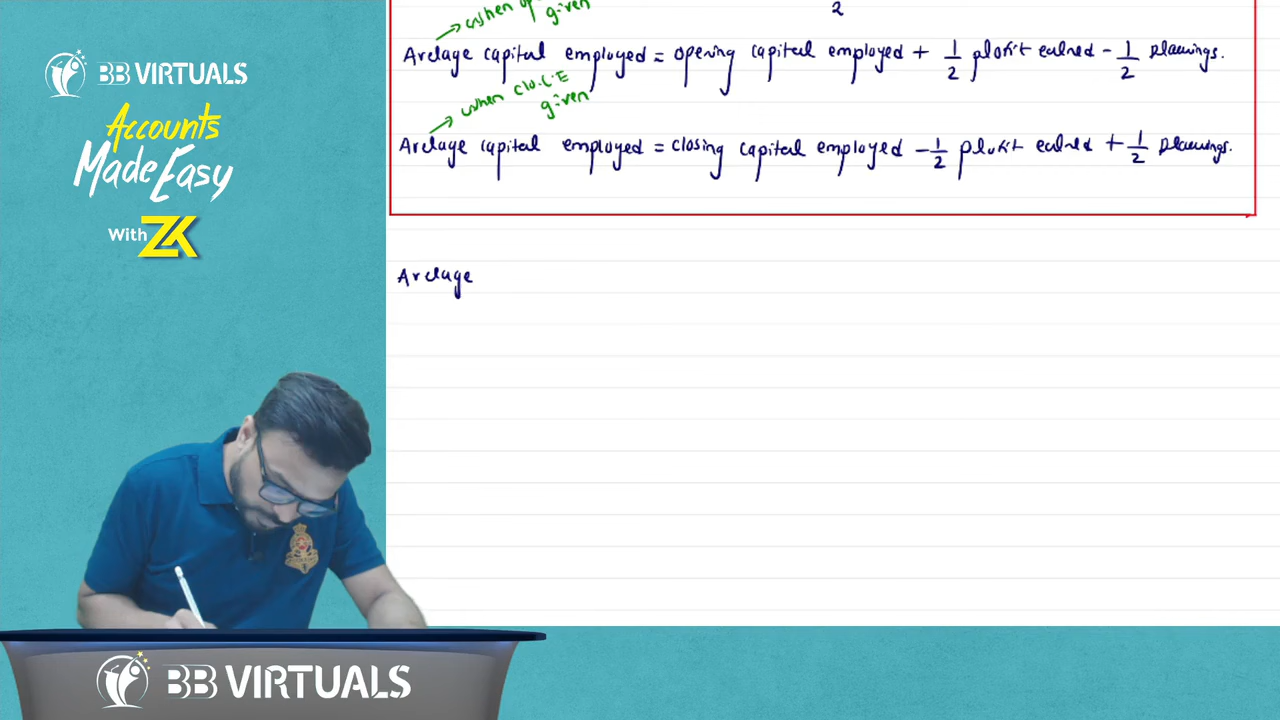 when op
given
2
Average capital employed = opening capital employed + 1/2 profit earned - 1/2 drawings.
when Clo. C.E
given
Average capital employed = closing capital employed - 1/2 profit earned + 1/2 drawings.
Average
BB VIRTUALS
Accounts
Made Easy
With ZK
BB VIRTUALS